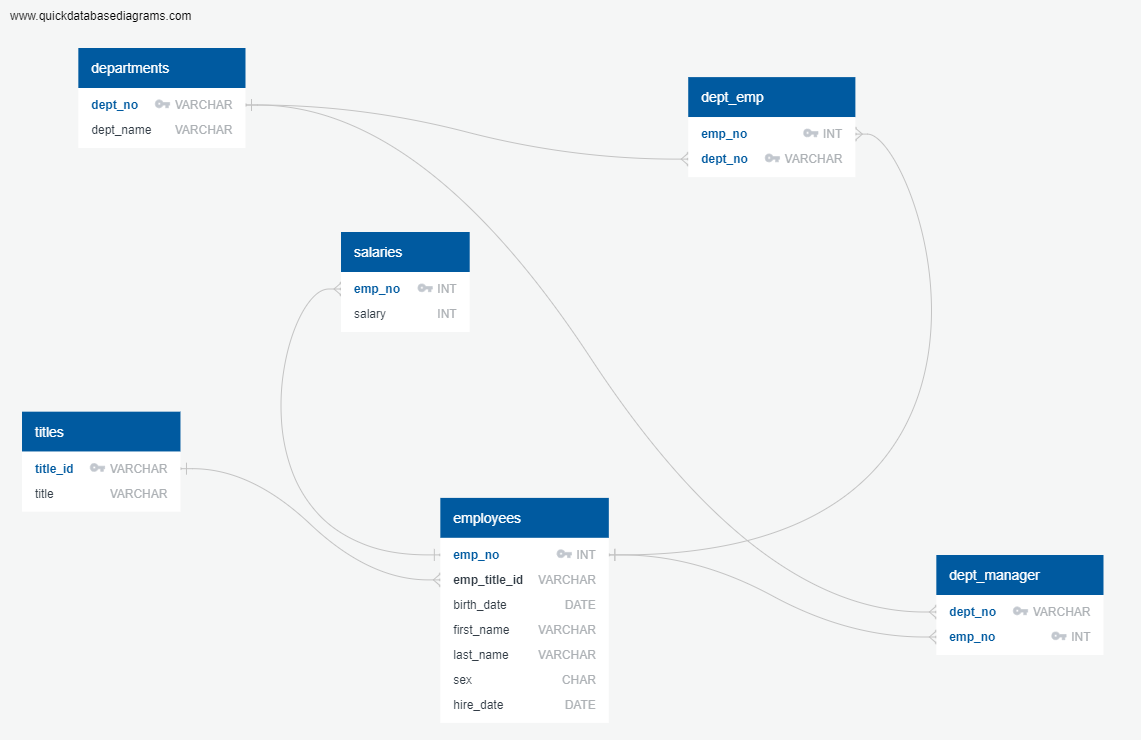 www.quickdatabasediagrams.com
departments
dept_no VARCHAR
dept_name VARCHAR
dept_emp
emp_no INT
dept_no VARCHAR
salaries
emp_no INT
salary INT
titles
title_id VARCHAR
title VARCHAR
employees
emp_no INT
emp_title_id VARCHAR
birth_date DATE
first_name VARCHAR
last_name VARCHAR
sex CHAR
hire_date DATE
dept_manager
dept_no VARCHAR
emp_no INT